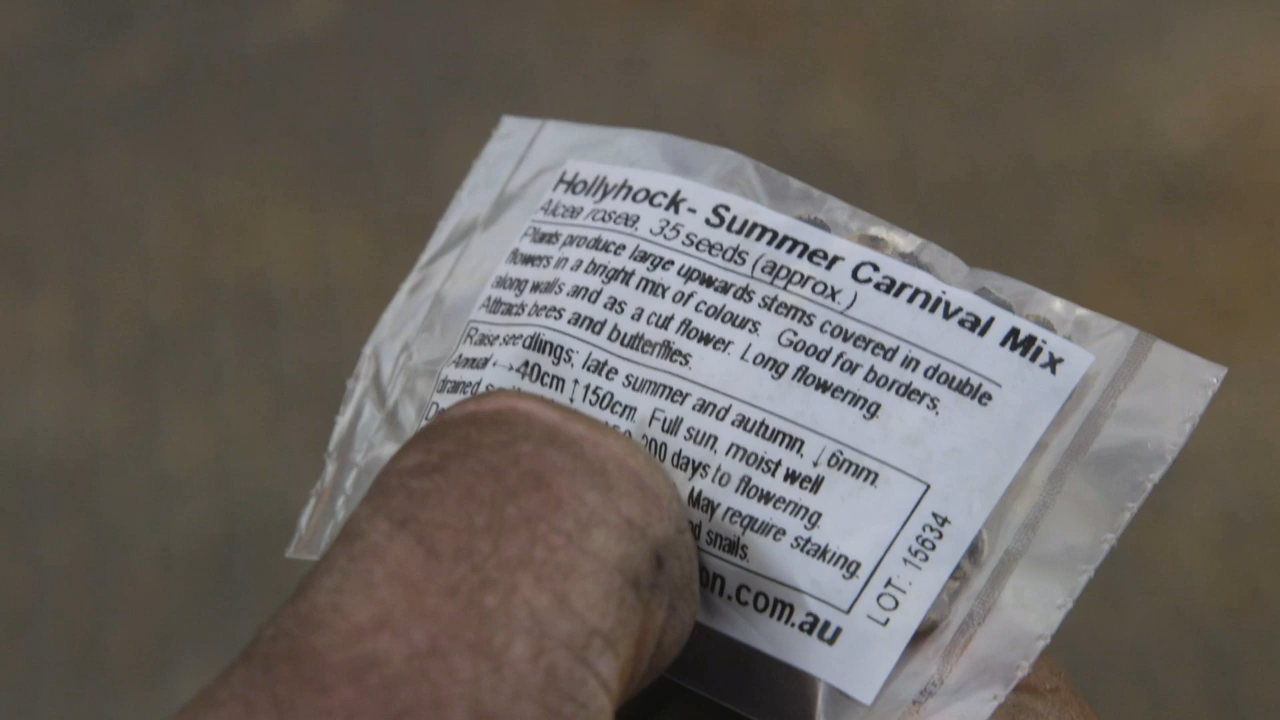 Hollyhock- Summer Carnival Mix
Alcea rosea, 35 seeds (approx.)
Plants produce large upwards stems covered in double
flowers in a bright mix of colours. Good for borders,
along walls and as a cut flower. Long flowering.
Attracts bees and butterflies.
Raise seedlings: late summer and autumn, ↓6mm.
Annual ↔40cm ↕150cm. Full sun, moist well
drained
200 days to flowering.
May require staking.
snails.
.com.au
LOT: 15634